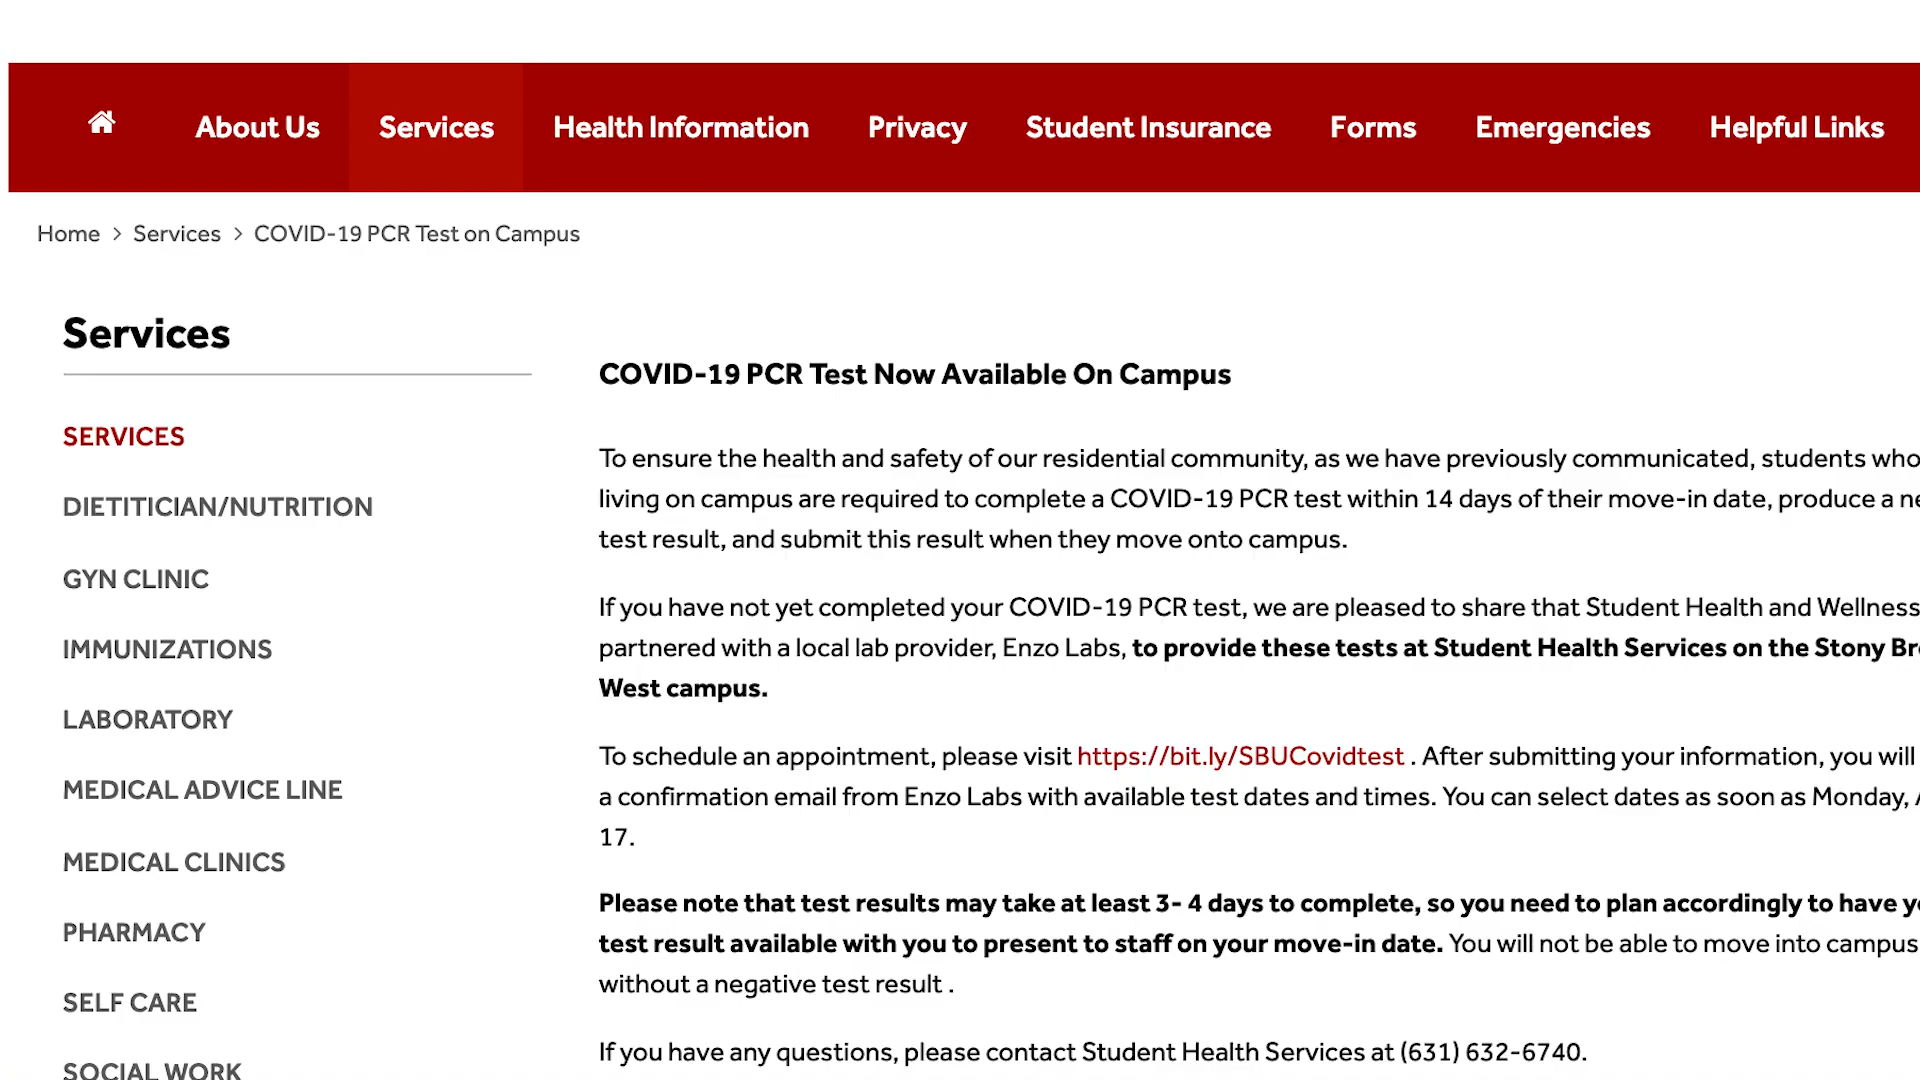 About Us Services Health Information Privacy Student Insurance Forms Emergencies Helpful Links
Home > Services > COVID-19 PCR Test on Campus
Services
SERVICES
DIETITICIAN/NUTRITION
GYN CLINIC
IMMUNIZATIONS
LABORATORY
MEDICAL ADVICE LINE
MEDICAL CLINICS
PHARMACY
SELF CARE
SOCIAL WORK
COVID-19 PCR Test Now Available On Campus
To ensure the health and safety of our residential community, as we have previously communicated, students who
living on campus are required to complete a COVID-19 PCR test within 14 days of their move-in date, produce a
test result, and submit this result when they move onto campus.
If you have not yet completed your COVID-19 PCR test, we are pleased to share that Student Health and Wellness
partnered with a local lab provider, Enzo Labs, to provide these tests at Student Health Services on the Stony
West campus.
To schedule an appointment, please visit https://bit.ly/SBUCovidtest . After submitting your information, you will
a confirmation email from Enzo Labs with available test dates and times. You can select dates as soon as Monday,
17.
Please note that test results may take at least 3- 4 days to complete, so you need to plan accordingly to have
test result available with you to present to staff on your move-in date. You will not be able to move into campus
without a negative test result .
If you have any questions, please contact Student Health Services at (631) 632-6740.